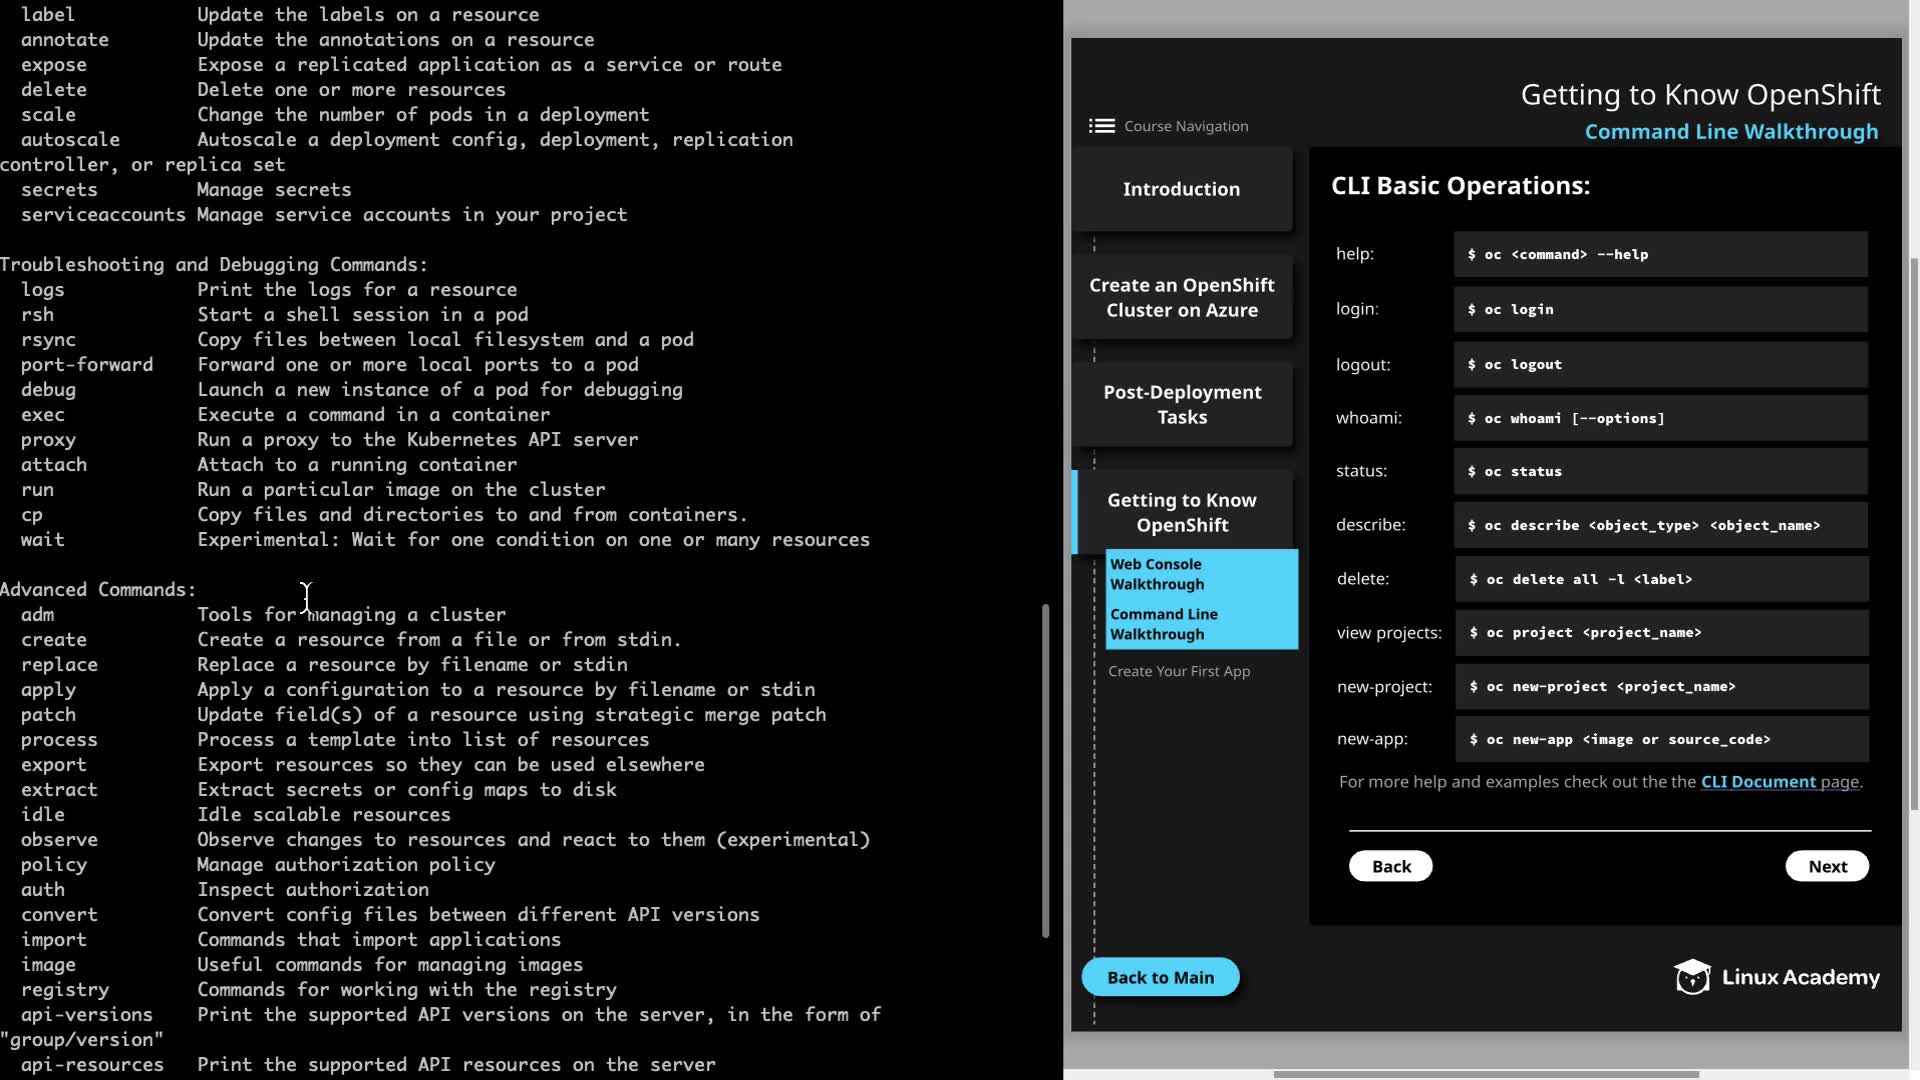 label           Update the labels on a resource
annotate        Update the annotations on a resource
expose          Expose a replicated application as a service or route
delete          Delete one or more resources
scale           Change the number of pods in a deployment
autoscale       Autoscale a deployment config, deployment, replication
controller, or replica set
secrets         Manage secrets
serviceaccounts Manage service accounts in your project
Troubleshooting and Debugging Commands:
logs            Print the logs for a resource
rsh             Start a shell session in a pod
rsync           Copy files between local filesystem and a pod
port-forward    Forward one or more local ports to a pod
debug           Launch a new instance of a pod for debugging
exec            Execute a command in a container
proxy           Run a proxy to the Kubernetes API server
attach          Attach to a running container
run             Run a particular image on the cluster
cp              Copy files and directories to and from containers.
wait            Experimental: Wait for one condition on one or many resources
Advanced Commands:
adm             Tools for managing a cluster
create          Create a resource from a file or from stdin.
replace         Replace a resource by filename or stdin
apply           Apply a configuration to a resource by filename or stdin
patch           Update field(s) of a resource using strategic merge patch
process         Process a template into list of resources
export          Export resources so they can be used elsewhere
extract         Extract secrets or config maps to disk
idle            Idle scalable resources
observe         Observe changes to resources and react to them (experimental)
policy          Manage authorization policy
auth            Inspect authorization
convert         Convert config files between different API versions
import          Commands that import applications
image           Useful commands for managing images
registry        Commands for working with the registry
api-versions    Print the supported API versions on the server, in the form of
"group/version"
api-resources   Print the supported API resources on the server
Getting to Know OpenShift
Command Line Walkthrough
Course Navigation
Introduction
Create an OpenShift
Cluster on Azure
Post-Deployment
Tasks
Getting to Know
OpenShift
Web Console
Walkthrough
Command Line
Walkthrough
Create Your First App
Back to Main
CLI Basic Operations:
help: $ oc <command> --help
login: $ oc login
logout: $ oc logout
whoami: $ oc whoami [--options]
status: $ oc status
describe: $ oc describe <object_type> <object_name>
delete: $ oc delete all -l <label>
view projects: $ oc project <project_name>
new-project: $ oc new-project <project_name>
new-app: $ oc new-app <image or source_code>
For more help and examples check out the the CLI Document page.
Back
Next
Linux Academy